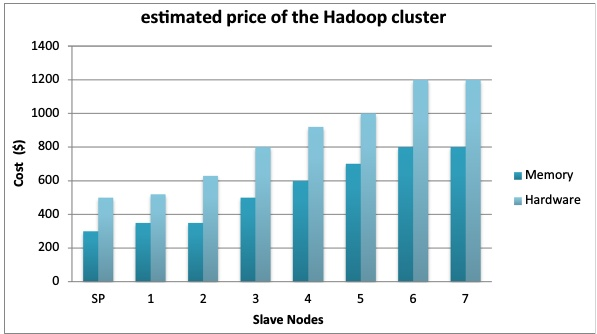 estimated price of the Hadoop cluster
1400
1200
1000
800
600
400
200
0
Cost ($)
SP 1 2 3 4 5 6 7
Slave Nodes
Memory
Hardware